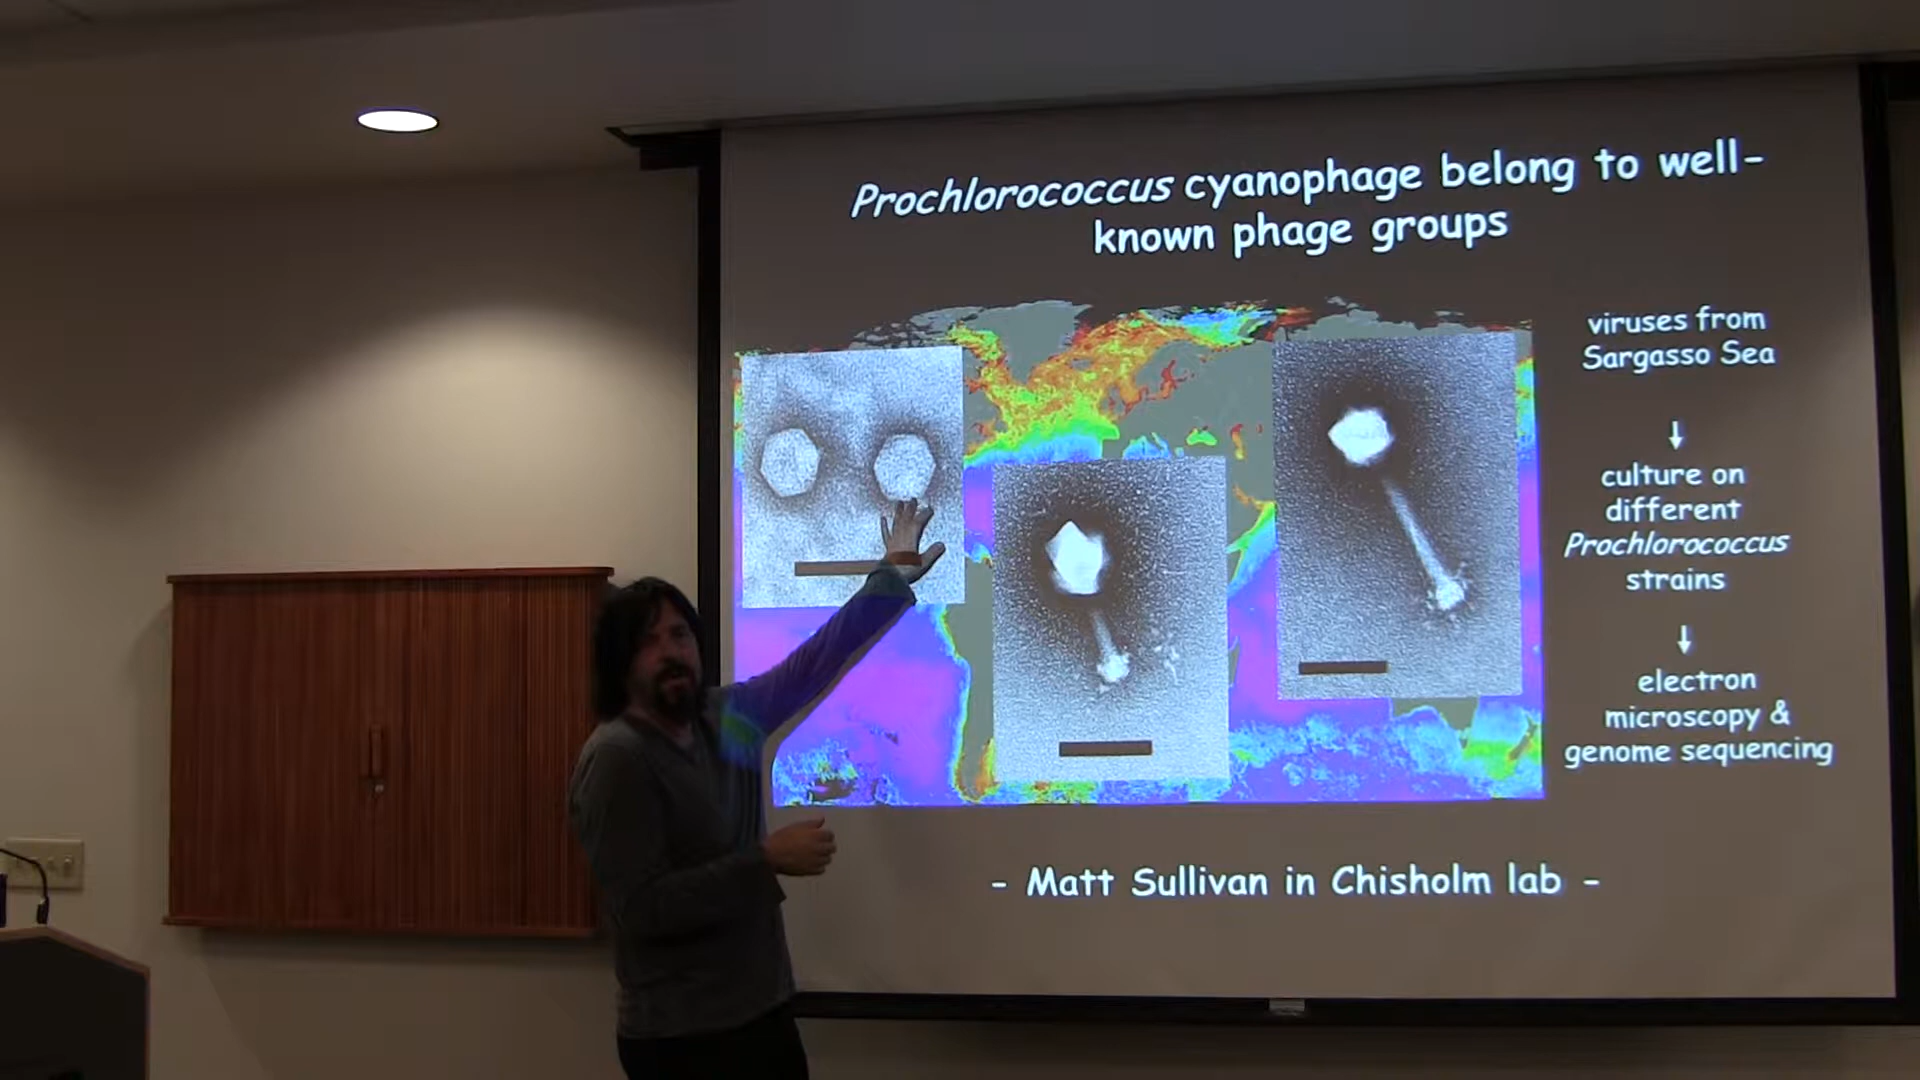 Prochlorococcus cyanophage belong to well-
known phage groups
viruses from
Sargasso Sea
↓
culture on
different
Prochlorococcus
strains
↓
electron
microscopy &
genome sequencing
- Matt Sullivan in Chisholm lab -